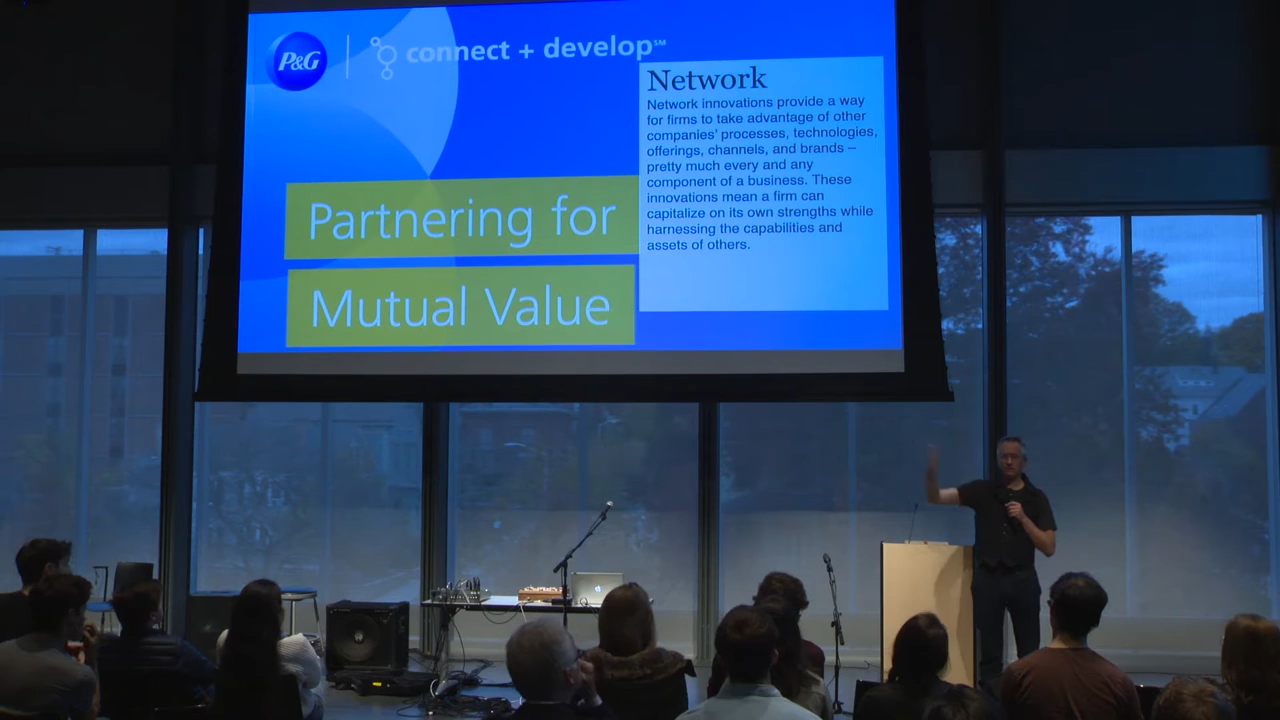 P&G
connect + develop℠
Network
Network innovations provide a way
for firms to take advantage of other
companies' processes, technologies,
offerings, channels, and brands –
pretty much every and any
component of a business. These
innovations mean a firm can
capitalize on its own strengths while
harnessing the capabilities and
assets of others.
Partnering for
Mutual Value